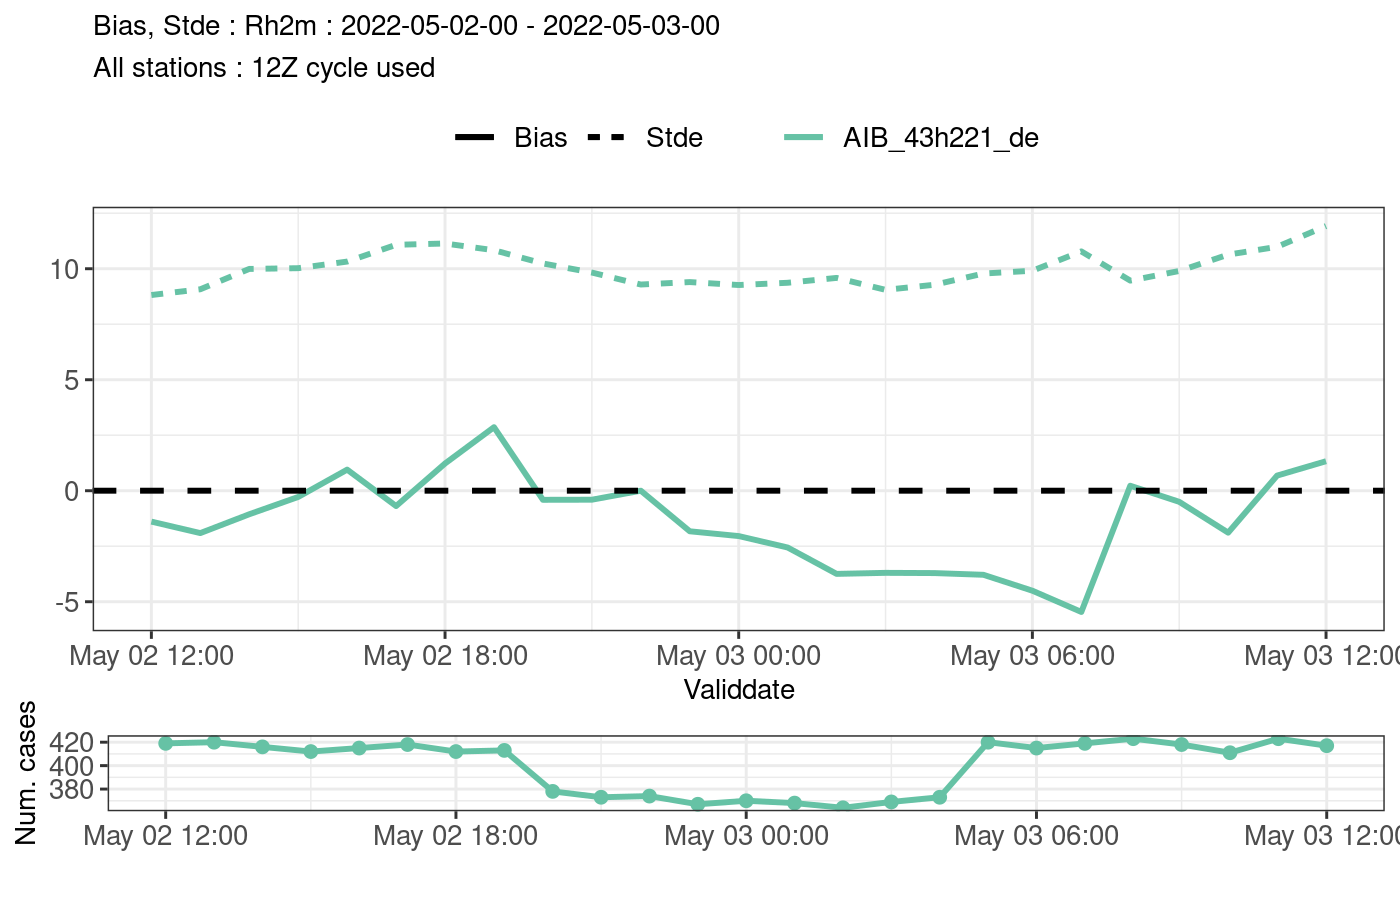 Bias, Stde : Rh2m : 2022-05-02-00 - 2022-05-03-00
All stations : 12Z cycle used
Bias Stde AIB_43h221_de
10
5
0
-5
May 02 12:00 May 02 18:00 May 03 00:00 May 03 06:00 May 03 12:00
Validdate
Num. cases
420
400
380
May 02 12:00 May 02 18:00 May 03 00:00 May 03 06:00 May 03 12:00